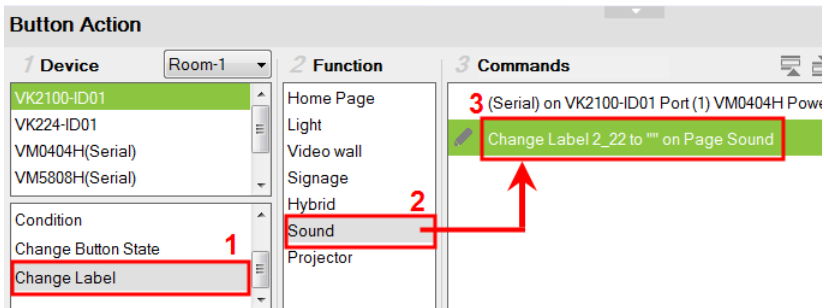 Button Action
1 Device Room-1
VK2100-ID01
VK224-ID01
VM0404H(Serial)
VM5808H(Serial)
Condition
Change Button State 1
Change Label
2 Function
Home Page
Light
Video wall
Signage
Hybrid 2
Sound
Projector
3 Commands
3 (Serial) on VK2100-ID01 Port (1) VM0404H Powe
Change Label 2_22 to "" on Page Sound